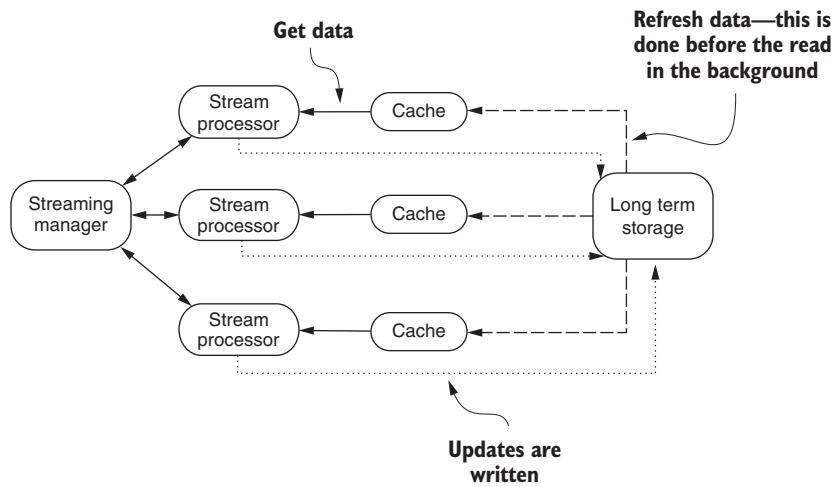 Get data
Refresh data—this is
done before the read
in the background
Stream
processor
Cache
Streaming
manager
Stream
processor
Cache
Long term
storage
Stream
processor
Cache
Updates are
written